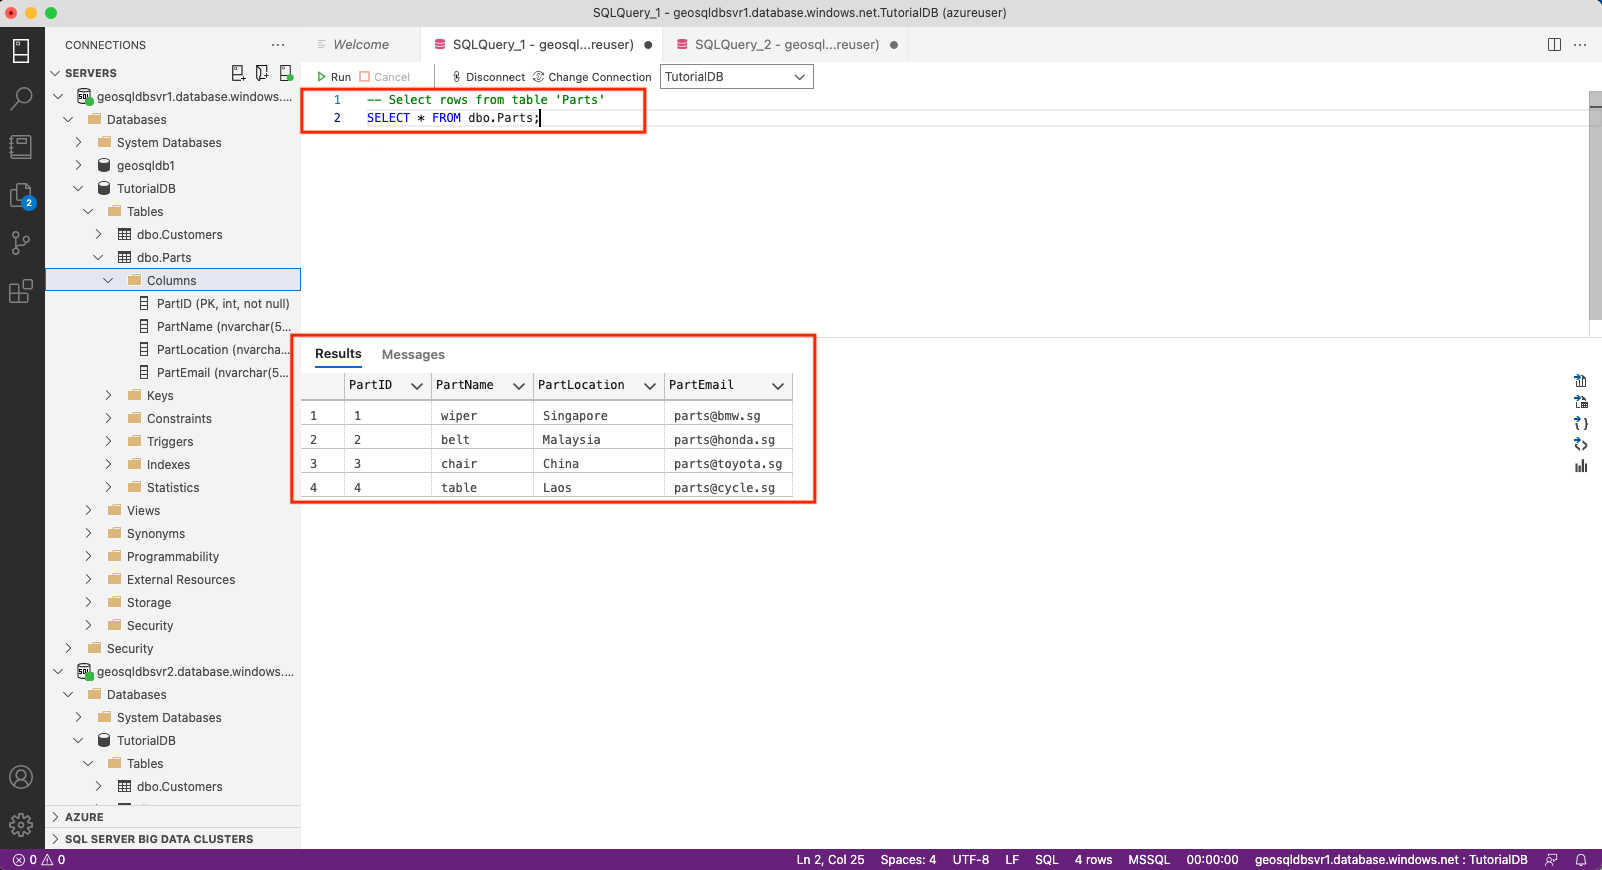 SQLQuery_1 - geosqldbsvr1.database.windows.net.TutorialDB (azureuser)
CONNECTIONS
Welcome
SQLQuery_1 - geosql...reuser)
SQLQuery_2 - geosql...reuser)
SERVERS
Run
Cancel
Disconnect
Change Connection
TutorialDB
1 -- Select rows from table 'Parts'
2 SELECT * FROM dbo.Parts;
geosqldbsvr1.database.windows....
Databases
System Databases
geosqldb1
TutorialDB
Tables
dbo.Customers
dbo.Parts
Columns
PartID (PK, int, not null)
PartName (nvarchar(5...
PartLocation (nvarcha...
PartEmail (nvarchar(5...
Keys
Constraints
Triggers
Indexes
Statistics
Views
Synonyms
Programmability
External Resources
Storage
Security
Security
geosqldbsvr2.database.windows....
Databases
System Databases
TutorialDB
Tables
dbo.Customers
AZURE
SQL SERVER BIG DATA CLUSTERS
2
Results Messages
PartID PartName PartLocation PartEmail
1 1 wiper Singapore parts@bmw.sg
2 2 belt Malaysia parts@honda.sg
3 3 chair China parts@toyota.sg
4 4 table Laos parts@cycle.sg
0 0
Ln 2, Col 25 Spaces: 4 UTF-8 LF SQL 4 rows MSSQL 00:00:00 geosqldbsvr1.database.windows.net : TutorialDB